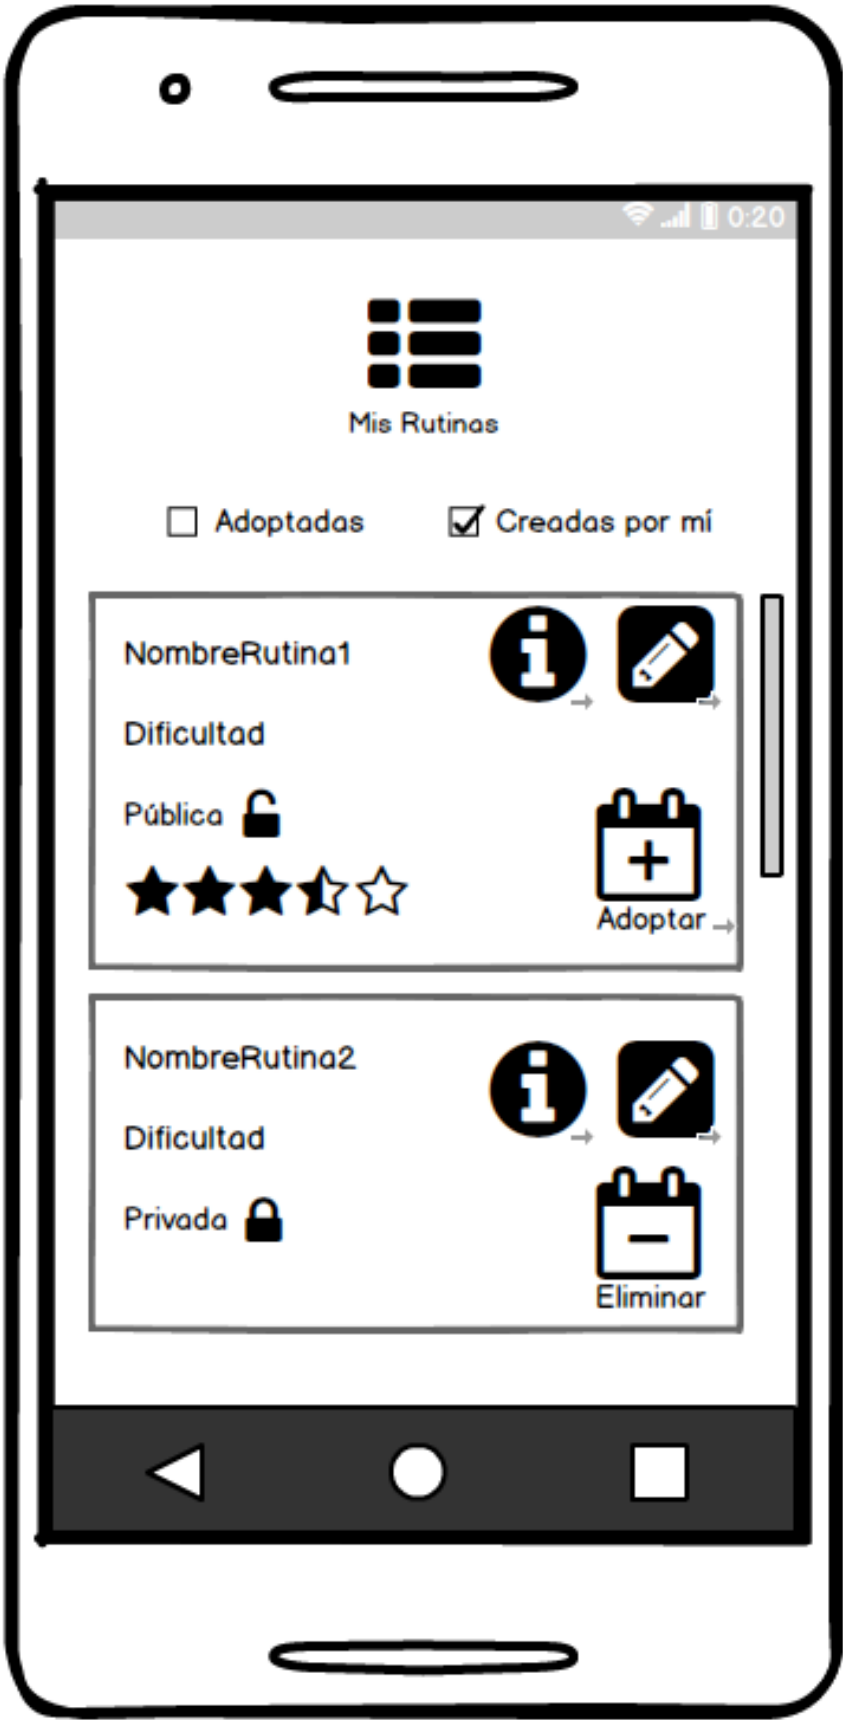 0:20
Mis Rutinas
Adoptadas
Creadas por mí
NombreRutina1
Dificultad
Pública
Adoptar
NombreRutina2
Dificultad
Privada
Eliminar